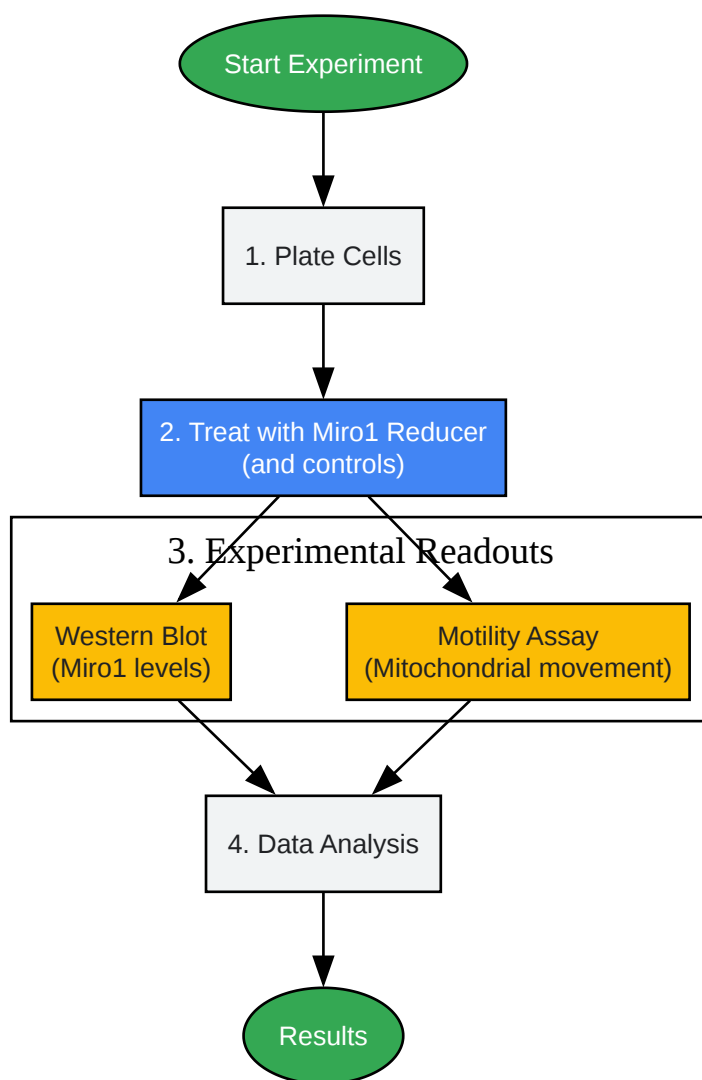 Start Experiment
1. Plate Cells
2. Treat with Miro1 Reducer
(and controls)
3. Experimental Readouts
Western Blot
(Miro1 levels)
Motility Assay
(Mitochondrial movement)
4. Data Analysis
Results